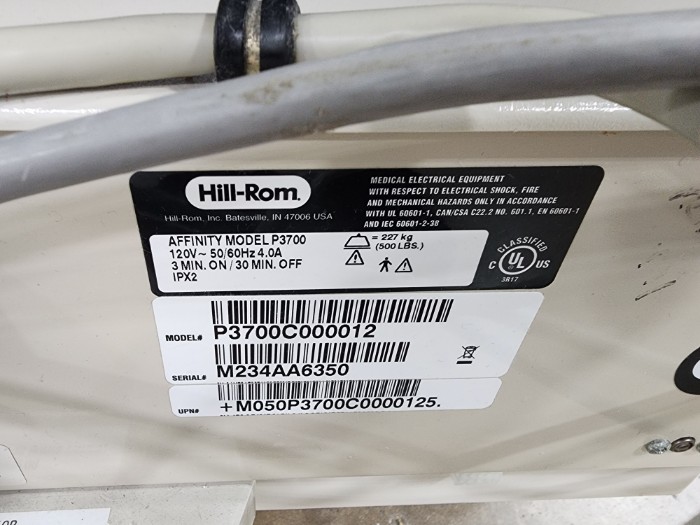 Hill-Rom.
Hill-Rom, Inc. Batesville, IN 47006 USA
MEDICAL ELECTRICAL EQUIPMENT
WITH RESPECT TO ELECTRICAL SHOCK, FIRE
AND MECHANICAL HAZARDS ONLY IN ACCORDANCE
WITH UL 60601-1, CAN/CSA C22.2 NO. 601.1, EN 60601-1
AND IEC 60601-2-38
AFFINITY MODEL P3700
120V~ 50/60Hz 4.0A
3 MIN. ON / 30 MIN. OFF
IPX2
= 227 kg
(500 LBS.)
CLASSIFIED
C UL US
3R17
MODEL# P3700C000012
SERIAL# M234AA6350
UPN# +M050P3700C0000125.